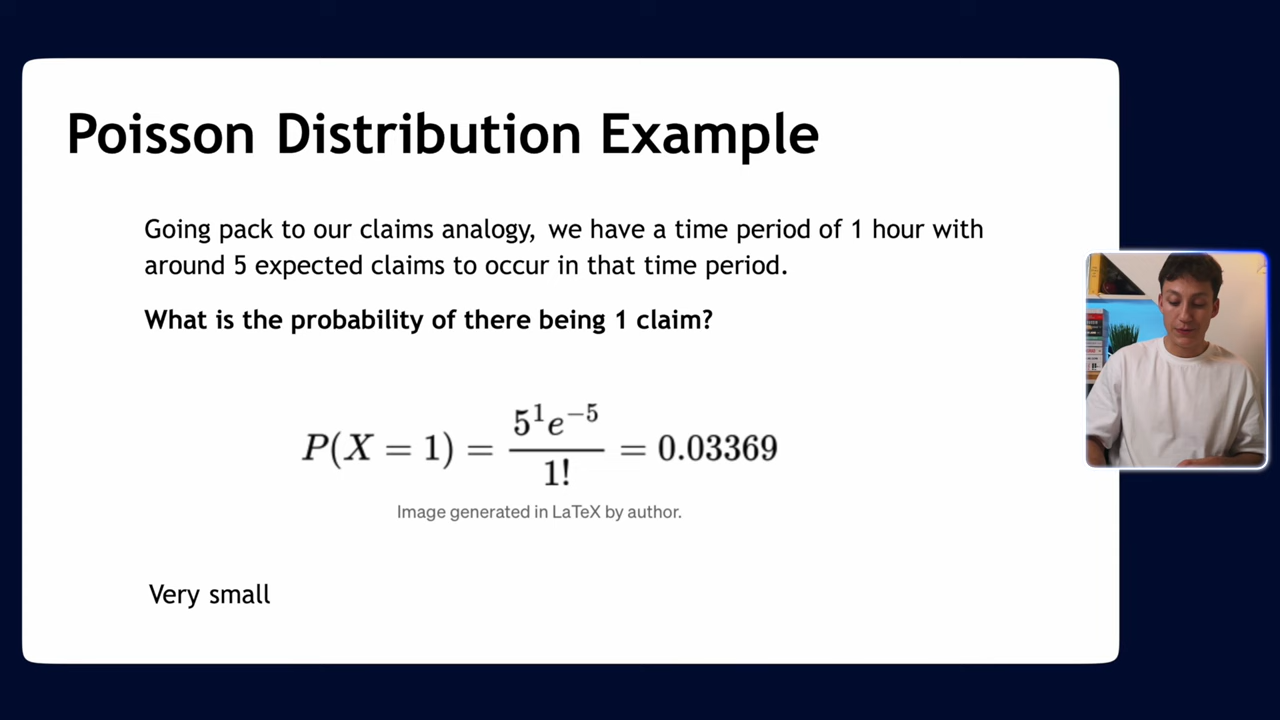 Poisson Distribution Example
Going pack to our claims analogy, we have a time period of 1 hour with
around 5 expected claims to occur in that time period.
What is the probability of there being 1 claim?
P(X = 1) = \frac{5^1 e^{-5}}{1!} = 0.03369
Image generated in LaTeX by author.
Very small